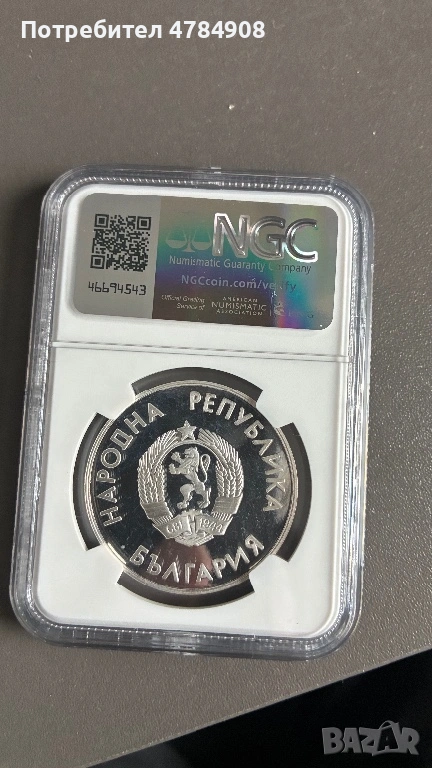 Потребител 4784908
NGC
Numismatic Guaranty Company
NGCcoin.com/verify
Official Grading
Service of
AMERICAN
NUMISMATIC
ASSOCIATION
46694543
НАРОДНА РЕПУБЛИКА
681 1944
БЪЛГАРИЯ
BAZAR